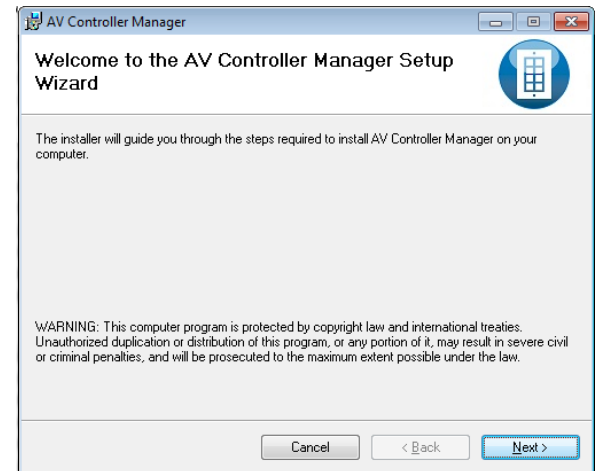 AV Controller Manager
Welcome to the AV Controller Manager Setup
Wizard
The installer will guide you through the steps required to install AV Controller Manager on your
computer.
WARNING: This computer program is protected by copyright law and international treaties.
Unauthorized duplication or distribution of this program, or any portion of it, may result in severe civil
or criminal penalties, and will be prosecuted to the maximum extent possible under the law.
Cancel < Back Next >